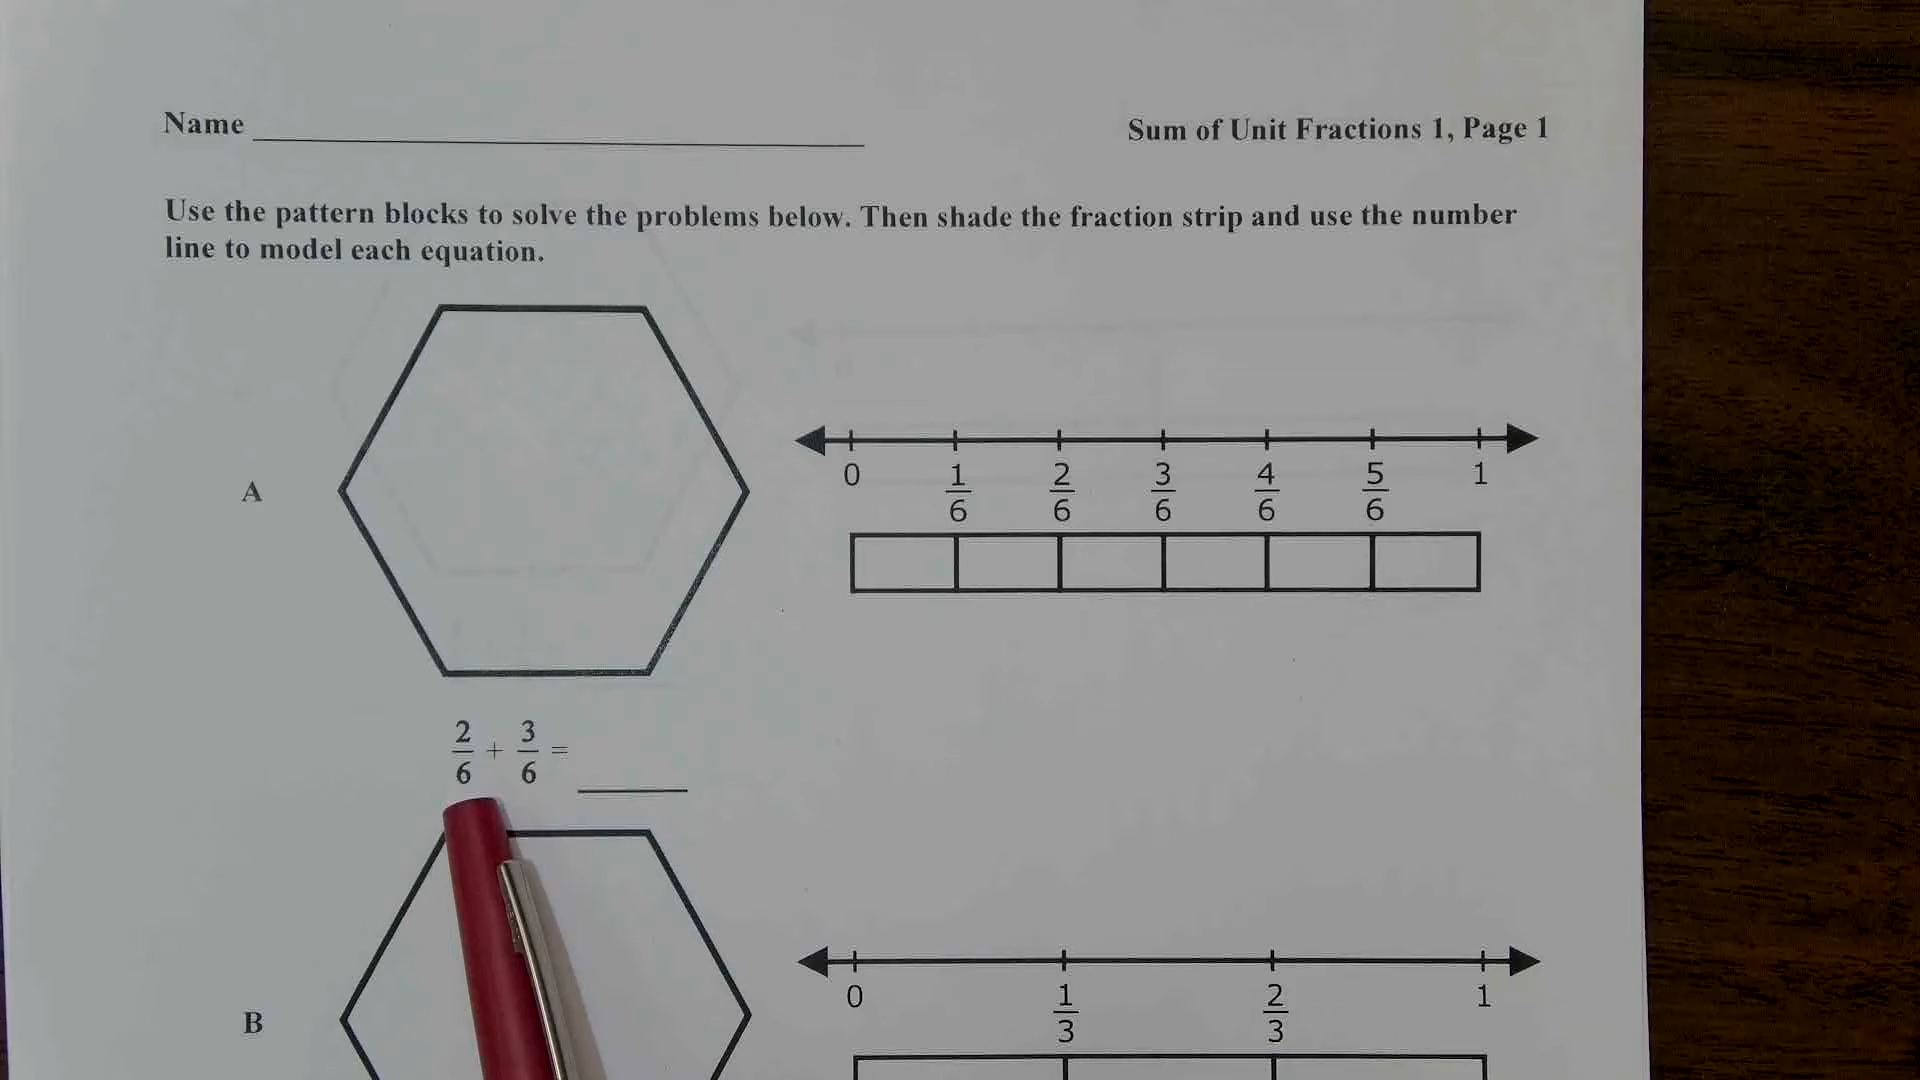 Name
Sum of Unit Fractions 1, Page 1
Use the pattern blocks to solve the problems below. Then shade the fraction strip and use the number
line to model each equation.
A
0 1/6 2/6 3/6 4/6 5/6 1
2/6 + 3/6 =
B
0 1/3 2/3 1